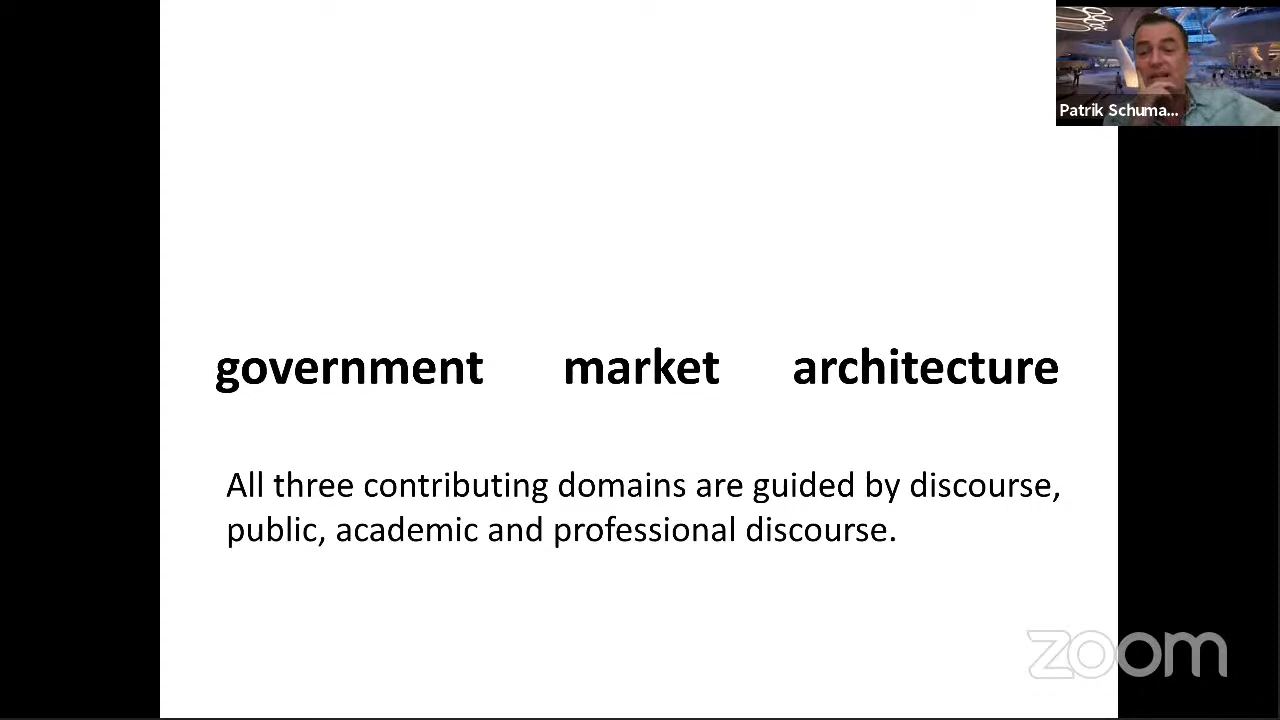 Patrik Schuma...
government market architecture
All three contributing domains are guided by discourse,
public, academic and professional discourse.
zoom